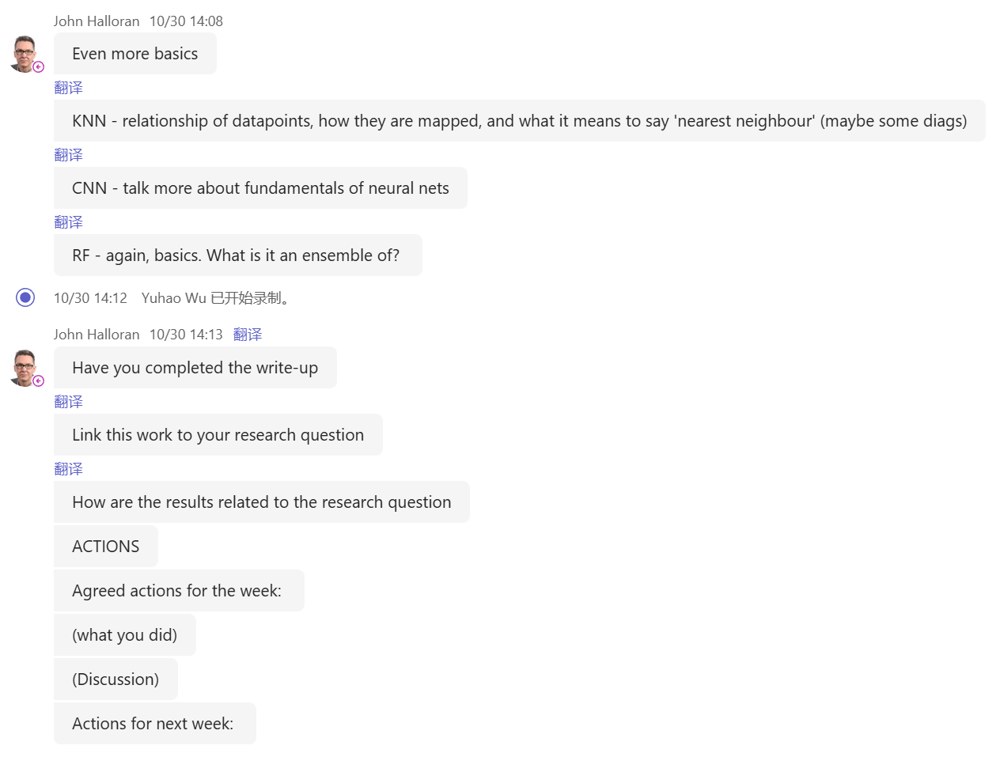 John Halloran 10/30 14:08
Even more basics
翻译
KNN - relationship of datapoints, how they are mapped, and what it means to say 'nearest neighbour' (maybe some diags)
翻译
CNN - talk more about fundamentals of neural nets
翻译
RF - again, basics. What is it an ensemble of?
10/30 14:12 Yuhao Wu 已开始录制。
John Halloran 10/30 14:13 翻译
Have you completed the write-up
翻译
Link this work to your research question
翻译
How are the results related to the research question
ACTIONS
Agreed actions for the week:
(what you did)
(Discussion)
Actions for next week: